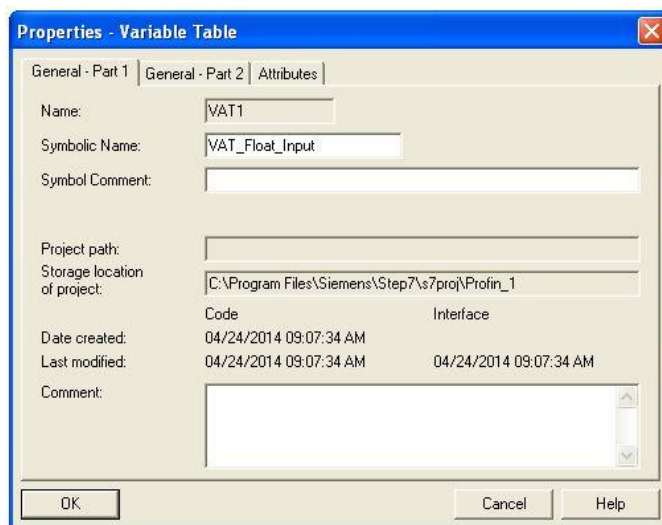 Properties - Variable Table
General - Part 1 General - Part 2 Attributes
Name: VAT1
Symbolic Name: VAT_Float_Input
Symbol Comment:
Project path:
Storage location
of project: C:\Program Files\Siemens\Step7\s7proj\Profin_1
Code Interface
Date created: 04/24/2014 09:07:34 AM
Last modified: 04/24/2014 09:07:34 AM 04/24/2014 09:07:34 AM
Comment:
OK Cancel Help